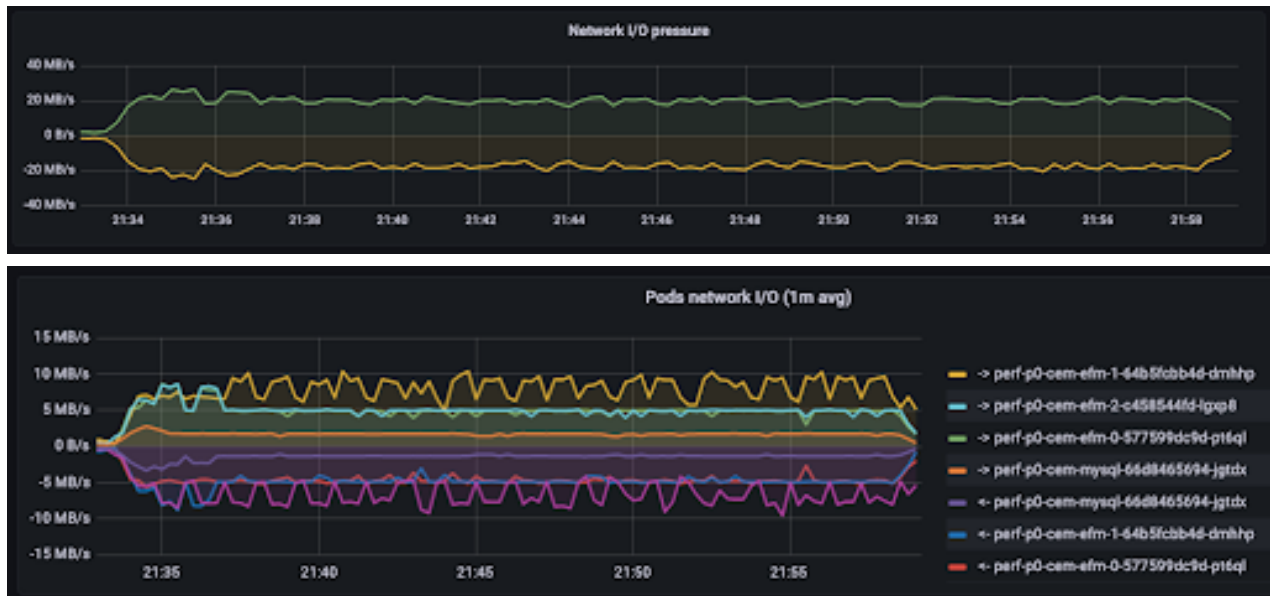 Network I/O pressure
40 MB/s
20 MB/s
0 B/s
-20 MB/s
-40 MB/s
21:34 21:36 21:38 21:40 21:42 21:44 21:46 21:48 21:50 21:52 21:54 21:56 21:58
Pods network I/O (1m avg)
15 MB/s
10 MB/s
5 MB/s
0 B/s
-5 MB/s
-10 MB/s
-15 MB/s
21:35 21:40 21:45 21:50 21:55
-> perf-p0-cem-efm-1-64b5fcbb4d-dmhhp
-> perf-p0-cem-efm-2-c458544fd-lgxp8
-> perf-p0-cem-efm-0-577599dc9d-pt6ql
-> perf-p0-cem-mysql-66d8465694-jgtdx
<- perf-p0-cem-mysql-66d8465694-jgtdx
<- perf-p0-cem-efm-1-64b5fcbb4d-dmhhp
<- perf-p0-cem-efm-0-577599dc9d-pt6ql